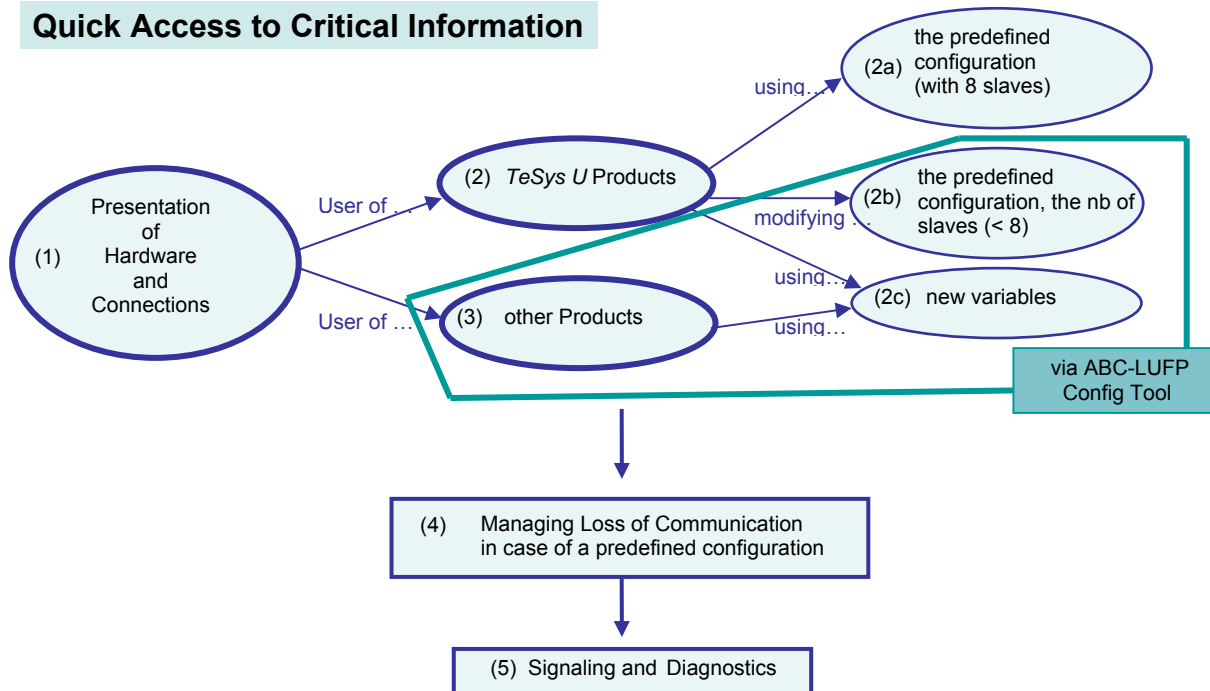 Quick Access to Critical Information
(1)
Presentation
of
Hardware
and
Connections
User of ...
User of ...
(2) TeSys U Products
(3) other Products
using...
modifying ...
using...
using...
(2a)
the predefined
configuration
(with 8 slaves)
(2b)
the predefined
configuration, the nb of
slaves (< 8)
(2c) new variables
via ABC-LUFP
Config Tool
(4) Managing Loss of Communication
in case of a predefined configuration
(5) Signaling and Diagnostics